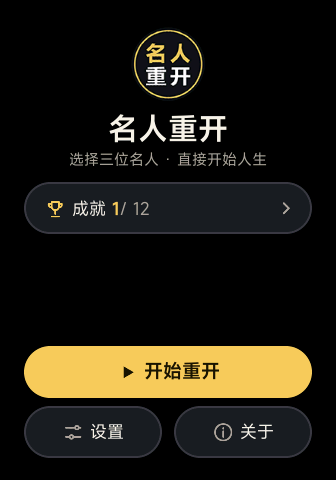 名人
重开
名人重开
选择三位名人 · 直接开始人生
成就 1/ 12
开始重开
设置
关于